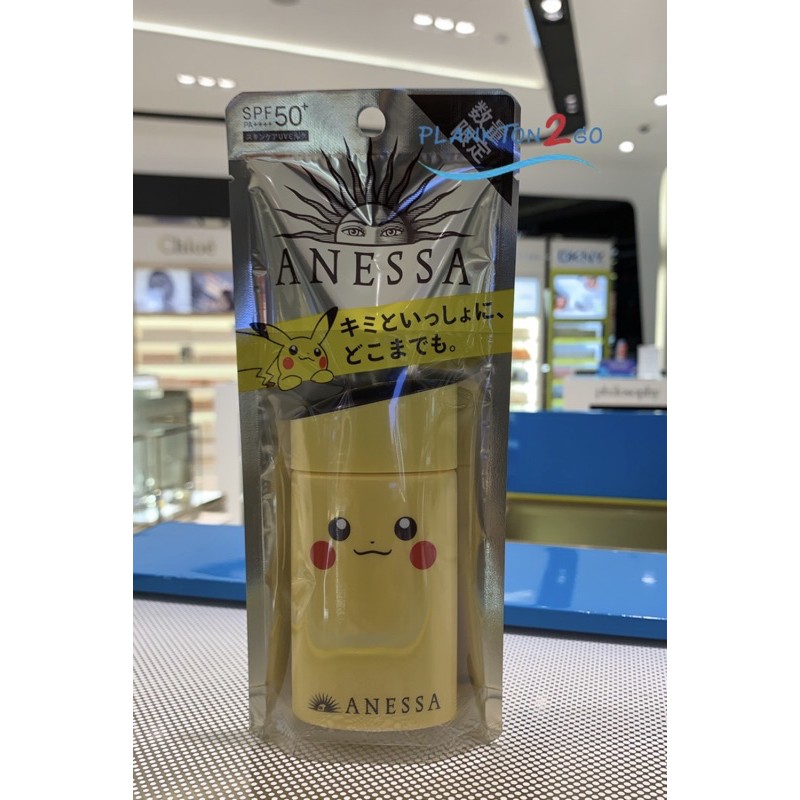 SPF50+
PA++++
スキンケアUVミルク
数量
限定
PLANKTON2GO
ANESSA
キミといっしょに、
どこまでも。
ANESSA
Chloé
DKNY
philosophy